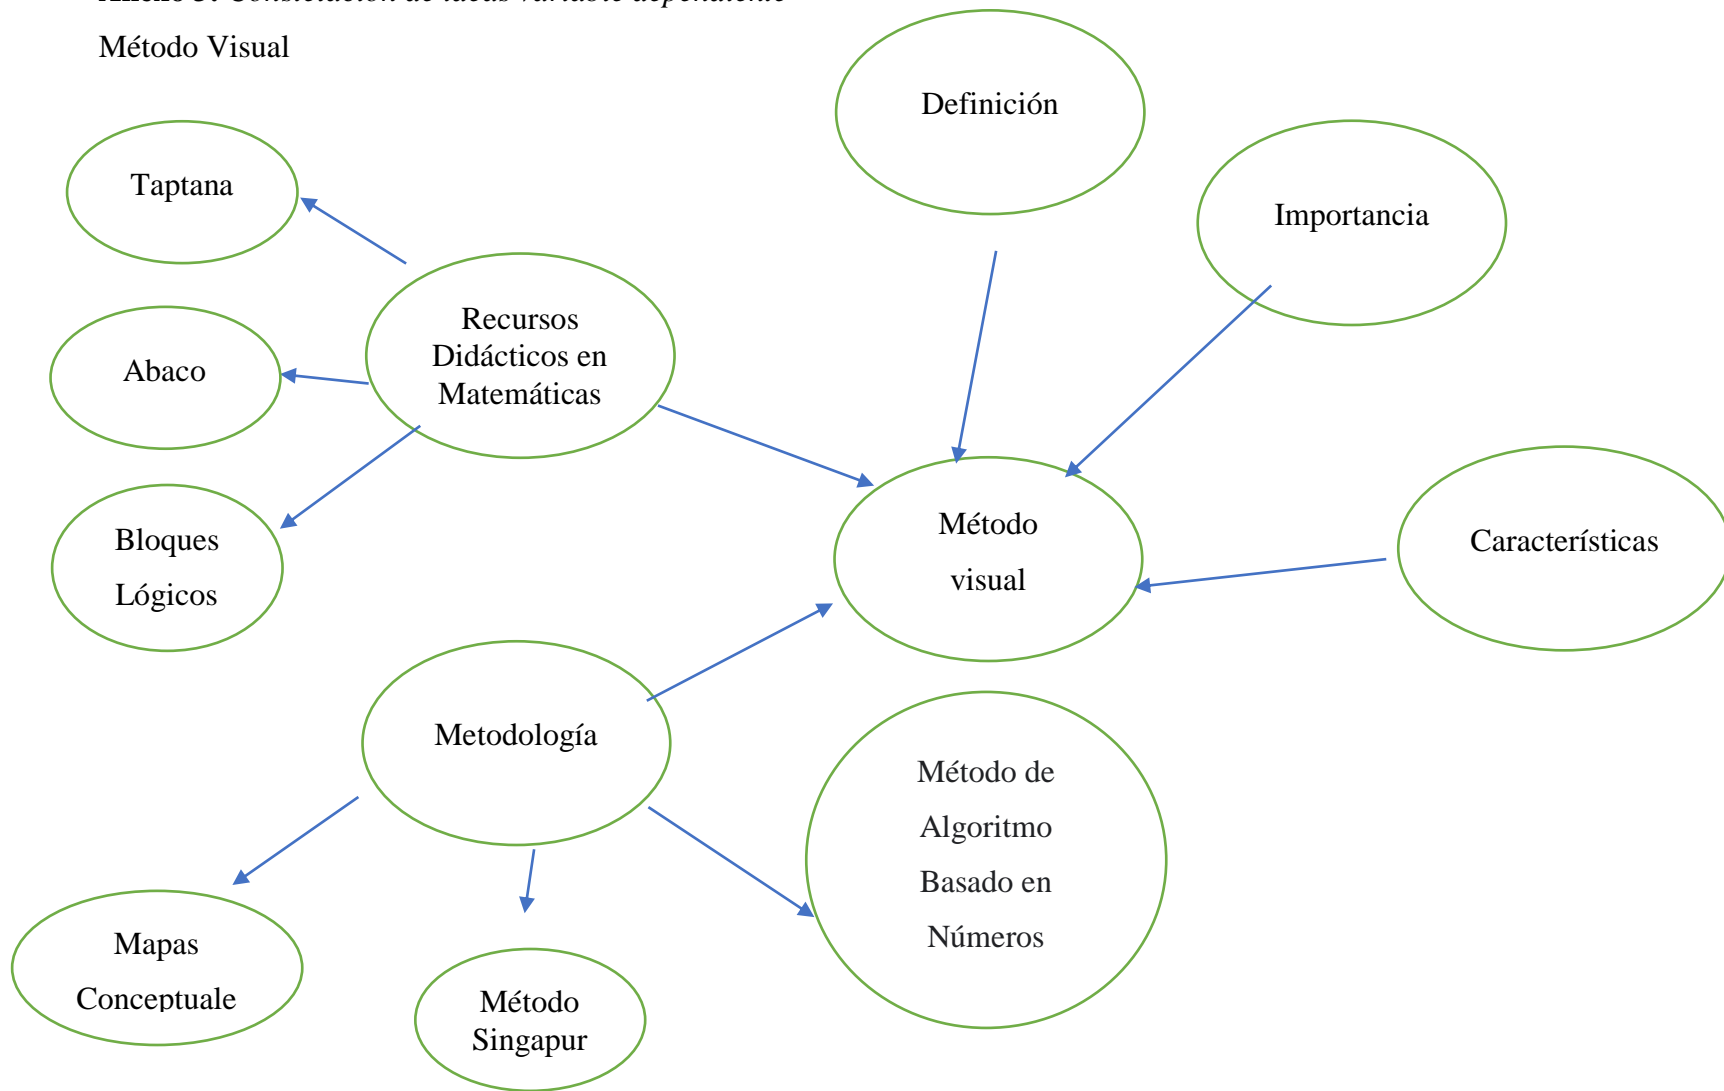 Método Visual
Definición
Taptana
Importancia
Recursos
Didácticos en
Matemáticas
Abaco
Método
visual
Características
Bloques
Lógicos
Metodología
Método de
Algoritmo
Basado en
Números
Mapas
Conceptuale
Método
Singapur